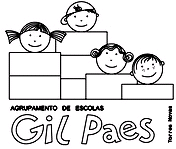 AGRUPAMENTO DE ESCOLAS
Gil Paes
Torres Novas